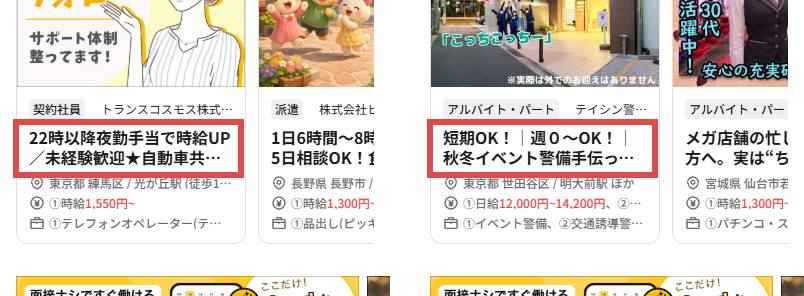 サポート体制
整ってます!
「こっちこっちー」
※実際は外でのお迎えはありません
30代
活躍中!
安心の充実
契約社員 トランスコスモス株式…
22時以降夜勤手当で時給UP
/未経験歓迎★自動車共…
東京都 練馬区 / 光が丘駅 (徒歩1…
①時給1,550円~
①テレフォンオペレーター(テ…
派遣 株式会社ヒ
1日6時間〜8時
5日相談OK!
長野県 長野市 /
①時給1,300円~
①品出し(ピッキ
アルバイト・パート テイシン警…
短期OK!|週0〜OK!|
秋冬イベント警備手伝っ…
東京都 世田谷区 / 明大前駅 ほか
①日給12,000円~14,200円、②…
①イベント警備、②交通誘導警…
アルバイト・パー
メガ店舗の忙し
方へ。実は“ち
宮城県 仙台市若
①時給1,300円~
①パチンコ・ス
面接ナシですぐ働ける
ここだけ!
面接ナシですぐ働ける
ここだけ!